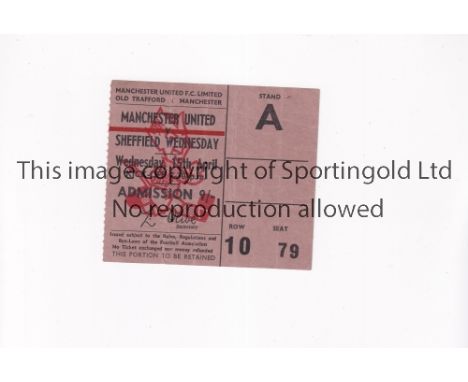 MANCHESTER UNITED F.C. LIMITED
OLD TRAFFORD : MANCHESTER
MANCHESTER UNITED
SHEFFIELD WEDNESDAY
Wednesday, 15th April
ADMISSION 9/-
Secretary
Issued subject to the Rules, Regulations and
Bye-Laws of the Football Association
No Ticket exchanged nor money refunded
THIS PORTION TO BE RETAINED
STAND
A
ROW
SEAT
10
79
This image copyright of Sportingold Ltd
No reproduction allowed